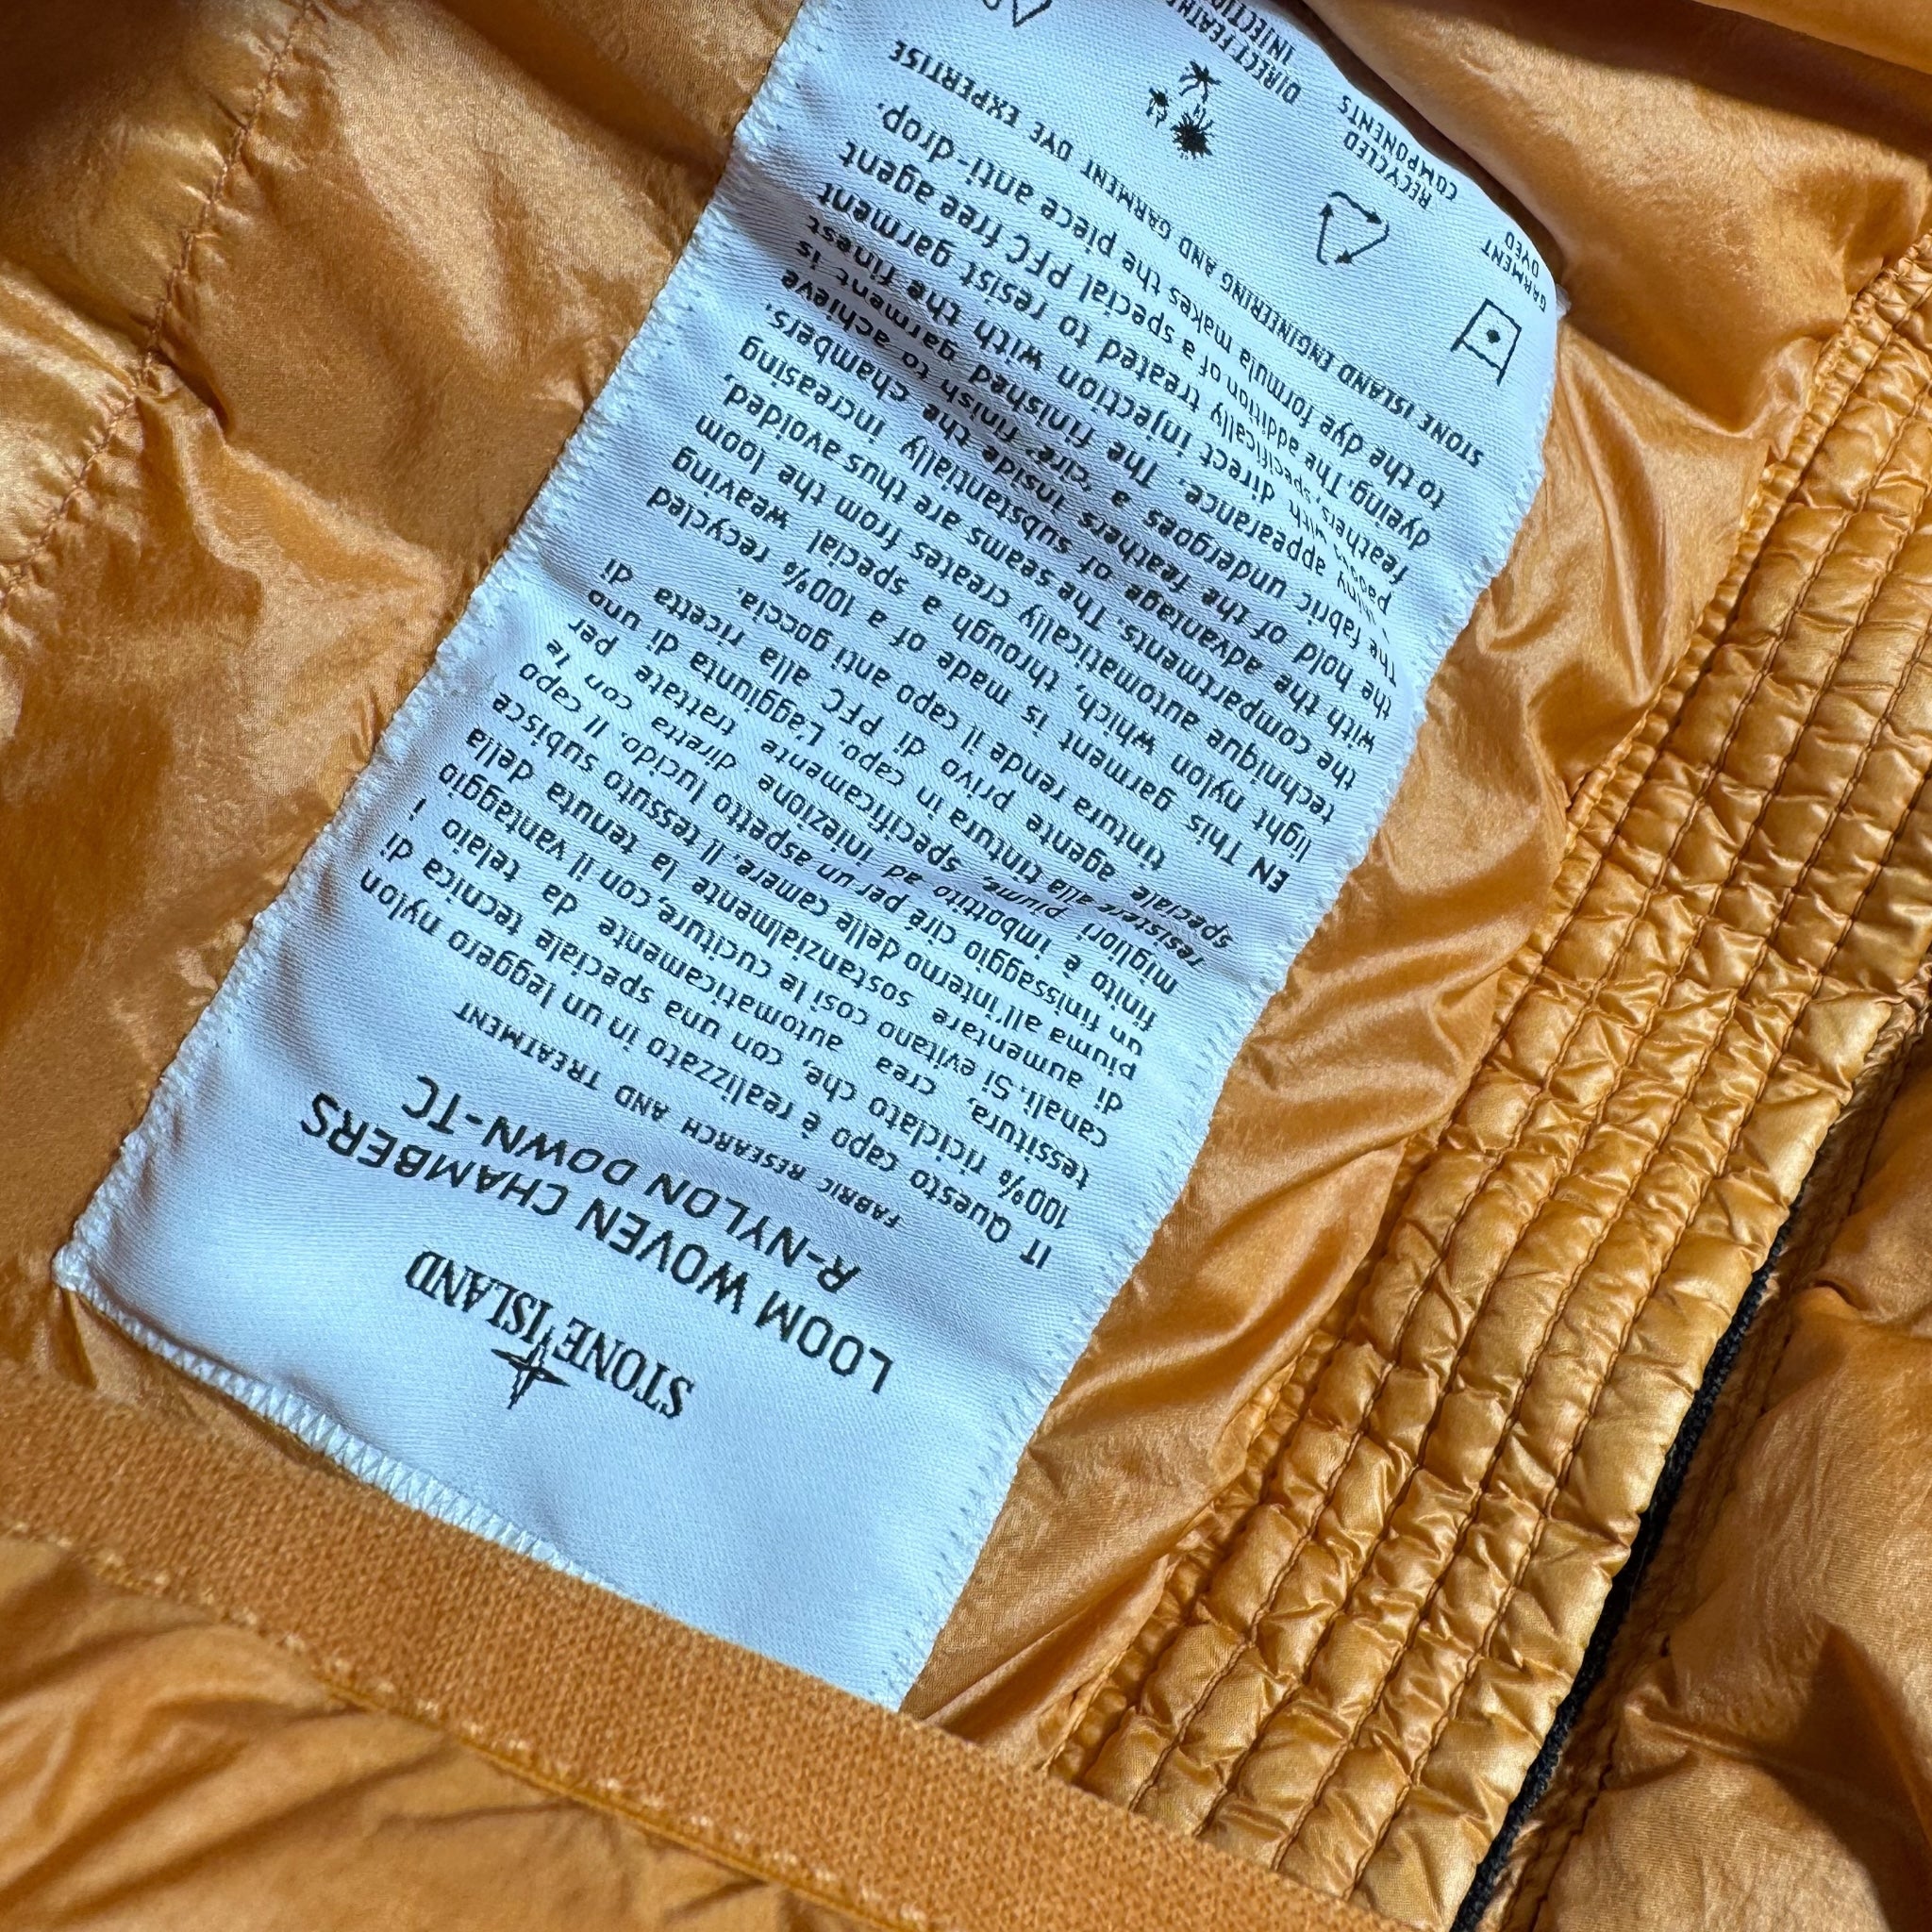 STONE ISLAND
LOOM WOVEN CHAMBERS
R-NYLON DOWN-TC
FABRIC RESEARCH AND TREATMENT
IT Questo capo è realizzato in un leggero nylon
100% riciclato che, con una speciale tecnica di
tessitura, crea automaticamente da telaio i
canali. Si evitano così le cuciture, con il vantaggio
di aumentare sostanzialmente la tenuta della
piuma all'interno delle camere. Il tessuto subisce
un finissaggio ciré per un aspetto lucido. Il capo
finito è imbottito ad iniezione diretta con le
migliori piume, specificamente trattate per
resistere alla tintura in capo. L'aggiunta di uno
speciale agente privo di PFC alla ricetta di
tintura rende il capo anti goccia.
EN This garment is made of a 100% recycled
light nylon which, through a special weaving
technique automatically creates from the loom
the compartments. The seams are thus avoided,
with the advantage of substantially increasing
the hold of the feathers inside the chambers.
The fabric undergoes a 'ciré' finish to achieve
appearance. The finished garment is
with direct injection with the finest
feathers, specifically treated to resist garment
dyeing. The addition of a special PFC free agent
to the dye formula makes the piece anti-drop.
STONE ISLAND ENGINEERING AND GARMENT DYE EXPERTISE
GARMENT
DYED
RECYCLED
COMPONENTS
DIRECT FEATHER
INJECTION